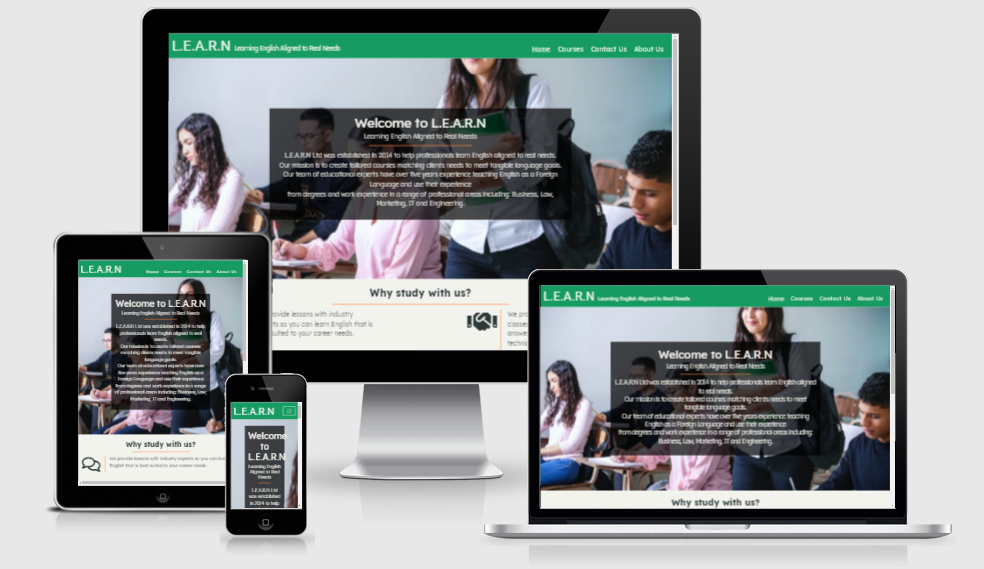 L.E.A.R.N Learning English Aligned to Real Needs
Home Courses Contact Us About Us
Welcome to L.E.A.R.N
Learning English Aligned to Real Needs
L.E.A.R.N Ltd was established in 2014 to help professionals learn English aligned to real needs.
Our mission is to create tailored courses matching clients needs to meet tangible language goals.
Our team of educational experts have over five years experience teaching English as a Foreign
Language and use their experience
from degrees and work experience in a range of professional areas including: Business, Law,
Marketing, IT and Engineering.
Why study with us?
ovide lessons with industry
ts so you can learn English that is
uited to your career needs.
We pro
classes
answe
technic
L.E.A.R.N
Home Courses Contact Us About Us
Welcome to L.E.A.R.N
Learning English Aligned to Real Needs
L.E.A.R.N Ltd was established in 2014 to help
professionals learn English aligned to real
needs.
Our mission is to create tailored courses
matching clients needs to meet tangible
language goals.
Our team of educational experts have over
five years experience teaching English as a
Foreign Language and use their experience
from degrees and work experience in a range
of professional areas including: Business, Law,
Marketing, IT and Engineering.
Why study with us?
We provide lessons with industry experts so you can lea
English that is best suited to your career needs.
L.E.A.R.N
Welcome
to
L.E.A.R.N
Learning English
Aligned to Real
Needs
L.E.A.R.N Ltd
was established
in 2014 to help
L.E.A.R.N Learning English Aligned to Real Needs
Home Courses Contact Us About Us
Welcome to L.E.A.R.N
Learning English Aligned to Real Needs
L.E.A.R.N Ltd was established in 2014 to help professionals learn English aligned
to real needs.
Our mission is to create tailored courses matching clients needs to meet
tangible language goals.
Our team of educational experts have over five years experience teaching
English as a Foreign Language and use their experience
from degrees and work experience in a range of professional areas including:
Business, Law, Marketing, IT and Engineering.
Why study with us?